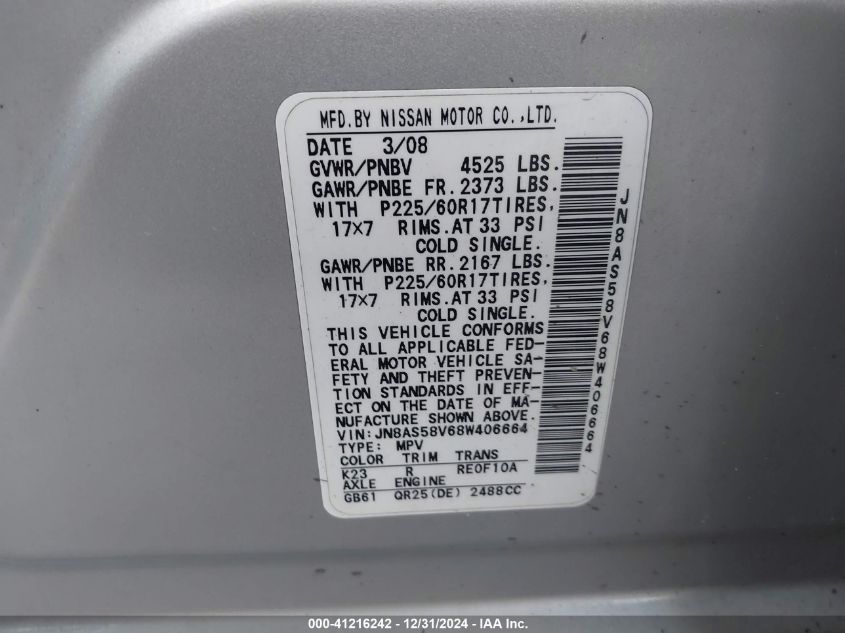 MFD.BY NISSAN MOTOR CO.,LTD.
DATE 3/08
GVWR/PNBV 4525 LBS.
GAWR/PNBE FR.2373 LBS.
WITH P225/60R17TIRES,
17×7 RIMS.AT 33 PSI
COLD SINGLE.
GAWR/PNBE RR.2167 LBS.
WITH P225/60R17TIRES,
17×7 RIMS.AT 33 PSI
COLD SINGLE.
THIS VEHICLE CONFORMS
TO ALL APPLICABLE FED-
ERAL MOTOR VEHICLE SA-
FETY AND THEFT PREVEN-
TION STANDARDS IN EFF-
ECT ON THE DATE OF MA-
NUFACTURE SHOWN ABOVE.
VIN:JN8AS58V68W406664
TYPE: MPV
COLOR TRIM TRANS
K23 R RE0F10A
AXLE ENGINE
GB61 QR25(DE) 2488CC
JN8AS58V68W406664
000-41216242 - 12/31/2024 - IAA Inc.